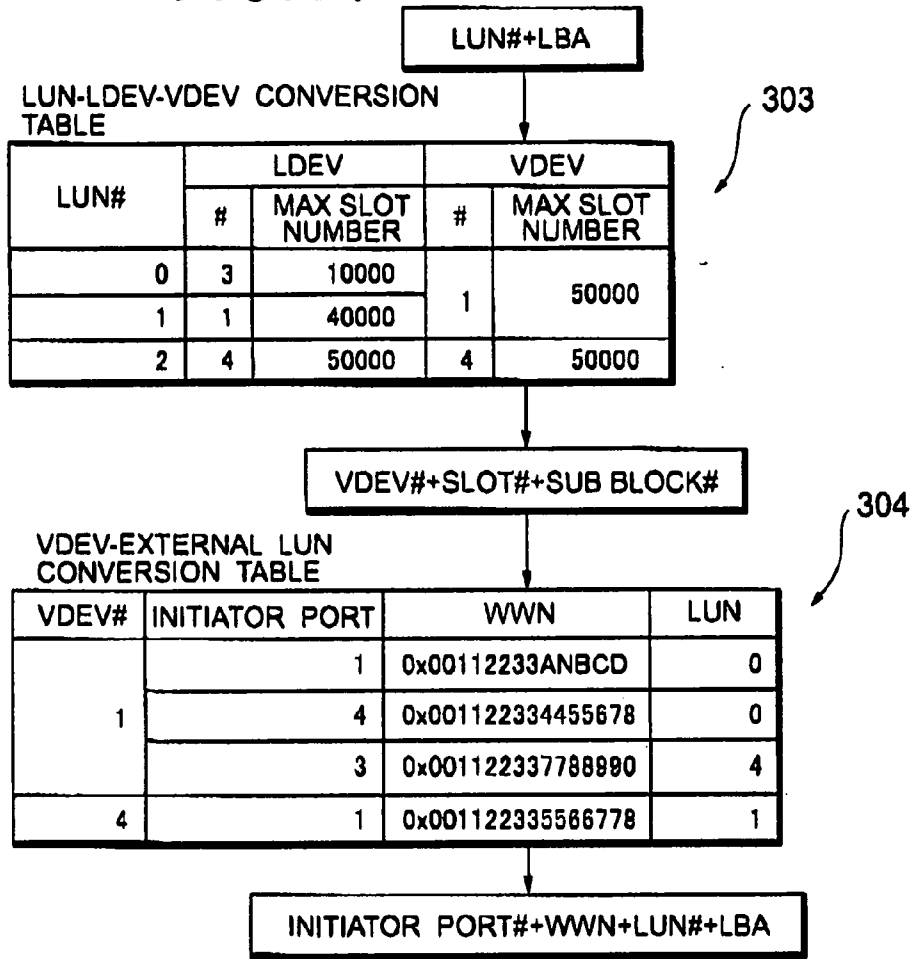 LUN#+LBA
LUN-LDEV-VDEV CONVERSION
TABLE
303
LUN# LDEV VDEV
# MAX SLOT NUMBER # MAX SLOT NUMBER
0 3 10000 1 50000
1 1 40000
2 4 50000 4 50000
VDEV#+SLOT#+SUB BLOCK#
304
VDEV-EXTERNAL LUN
CONVERSION TABLE
VDEV# INITIATOR PORT WWN LUN
1 1 0x00112233ANBCD 0
4 0x001122334455678 0
3 0x001122337788990 4
4 1 0x001122335566778 1
INITIATOR PORT#+WWN+LUN#+LBA